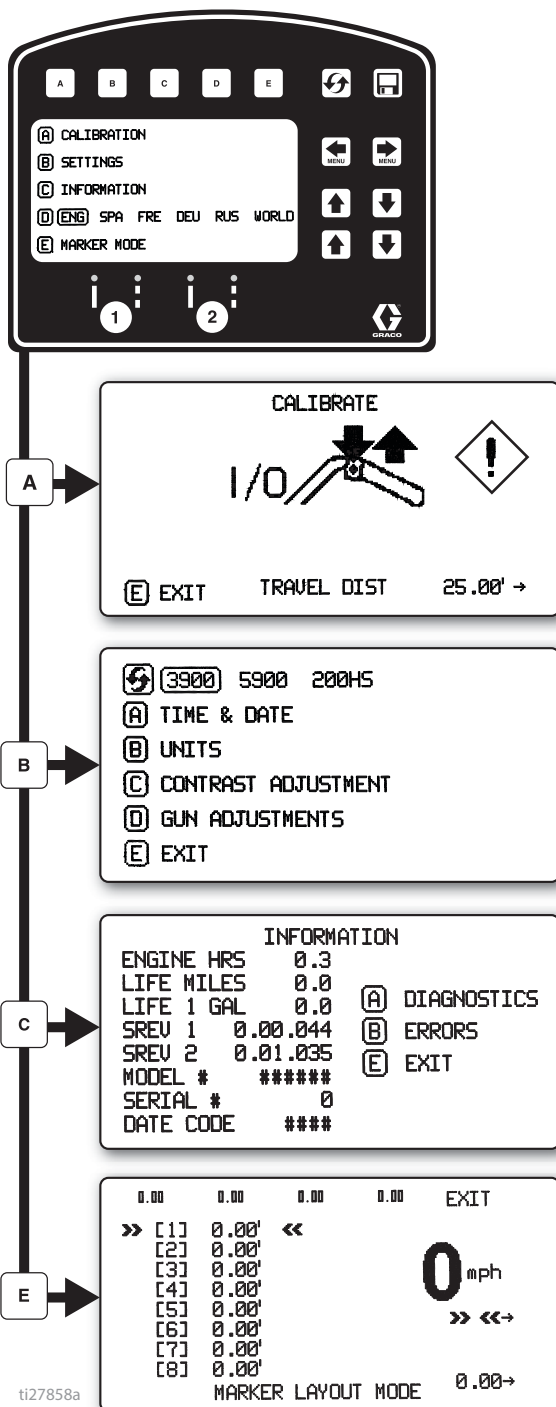 A B C D E
MENU MENU
A CALIBRATION
B SETTINGS
C INFORMATION
D ENG SPA FRE DEU RUS WORLD
E MARKER MODE
1 2
GRACO
A
CALIBRATE
I/O
!
E EXIT TRAVEL DIST 25.00' →
B
3900 5900 200HS
A TIME & DATE
B UNITS
C CONTRAST ADJUSTMENT
D GUN ADJUSTMENTS
E EXIT
C
INFORMATION
ENGINE HRS 0.3
LIFE MILES 0.0
LIFE 1 GAL 0.0
SREV 1 0.00.044
SREV 2 0.01.035
MODEL # ######
SERIAL # 0
DATE CODE ####
A DIAGNOSTICS
B ERRORS
E EXIT
E
0.00 0.00 0.00 0.00 EXIT
>> [1] 0.00' <<
[2] 0.00'
[3] 0.00'
[4] 0.00'
[5] 0.00'
[6] 0.00'
[7] 0.00'
[8] 0.00'
0 mph
>> <<→
MARKER LAYOUT MODE 0.00→
ti27858a